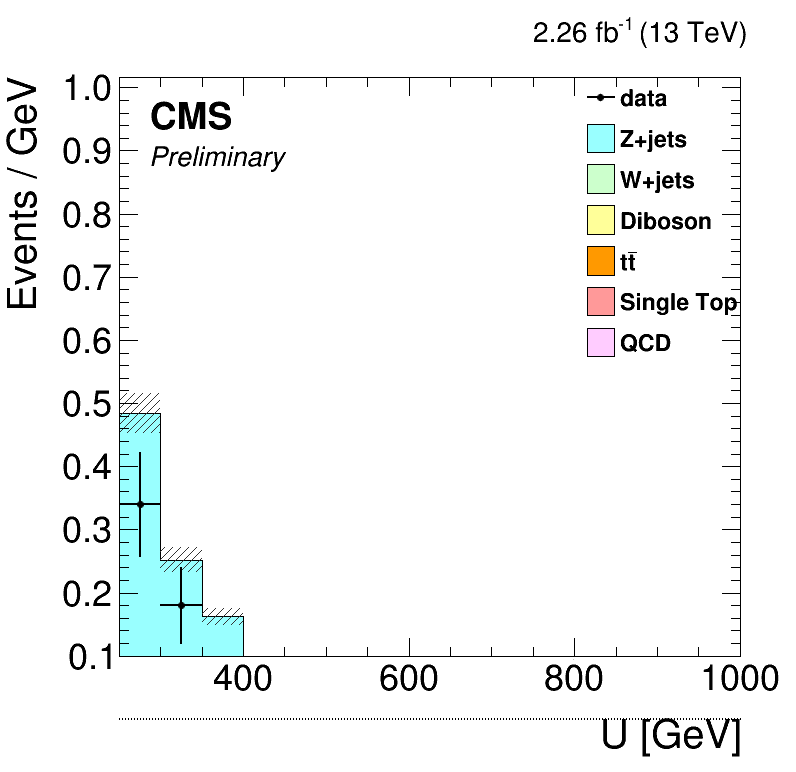 2.26 fb-1 (13 TeV)
CMS
Preliminary
data
Z+jets
W+jets
Diboson
tt̄
Single Top
QCD
Events / GeV
1.0
0.9
0.8
0.7
0.6
0.5
0.4
0.3
0.2
0.1
400 600 800 1000
U [GeV]